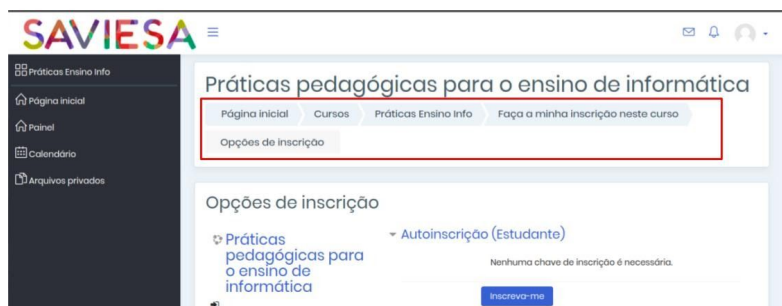 SAVIESA
Práticas Ensino Info
Página inicial
Painel
Calendário
Arquivos privados
Práticas pedagógicas para o ensino de informática
Página inicial Cursos Práticas Ensino Info Faça a minha inscrição neste curso
Opções de inscrição
Opções de inscrição
Práticas
pedagógicas para
o ensino de
informática
Autoinscrição (Estudante)
Nenhuma chave de inscrição é necessária.
Inscreva-me